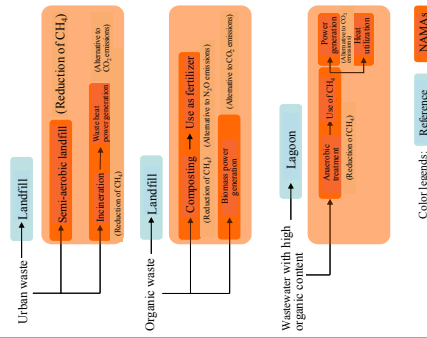 Urban waste
Landfill
Semi-aerobic landfill
(Reduction of CH4)
Incineration
Waste heat
power generation
(Alternative to
CO2 emissions)
(Reduction of CH4)
Organic waste
Landfill
Composting
Use as fertilizer
(Reduction of CH4)
(Alternative to N2O emissions)
Biomass power
generation
(Alternative to CO2 emissions)
Wastewater with high
organic content
Lagoon
Anaerobic
treatment
Use of CH4
(Reduction of CH4)
Power
generation
(Alternative to CO2
emissions)
Heat
utilization
Color legends:
Reference
NAMAs